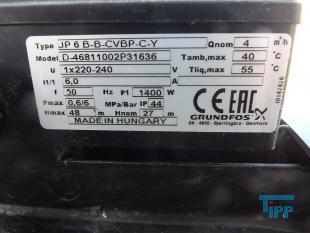 Type JP 6 B-B-CVBP-C-Y Qnom 4 m³/h
Model D-46811002P31636 Tamb,max 40 °C
U 1x220-240 V Tliq,max 55 °C
I1/1 6,0 A
f 50 Hz P1 1400 W
Pmax 0,6/6 MPa/Bar IP 44
Hmax 48 m Hnom 27 m
MADE IN HUNGARY
CE EAC
GRUNDFOS
DK - 8850 - Bjerringbro - Denmark
TIPP